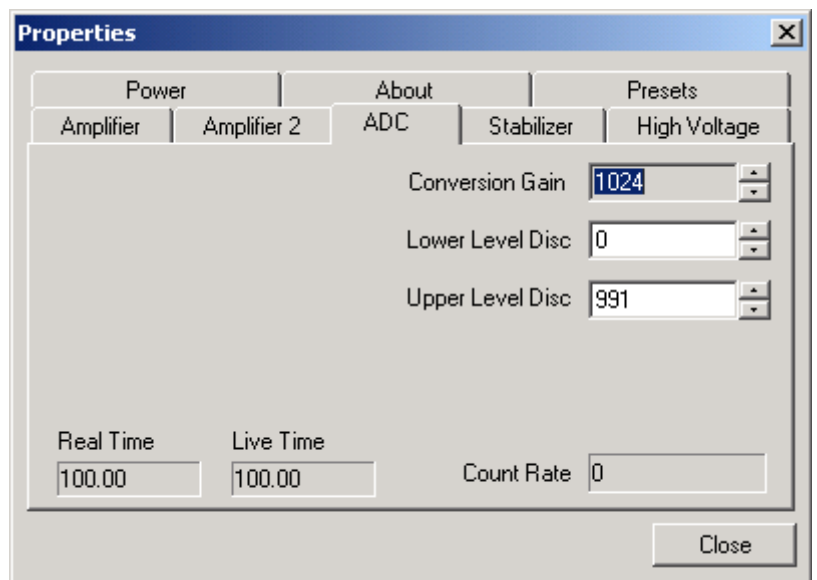 Properties
Power About Presets
Amplifier Amplifier 2 ADC Stabilizer High Voltage
Conversion Gain 1024
Lower Level Disc 0
Upper Level Disc 991
Real Time Live Time
100.00 100.00 Count Rate 0
Close